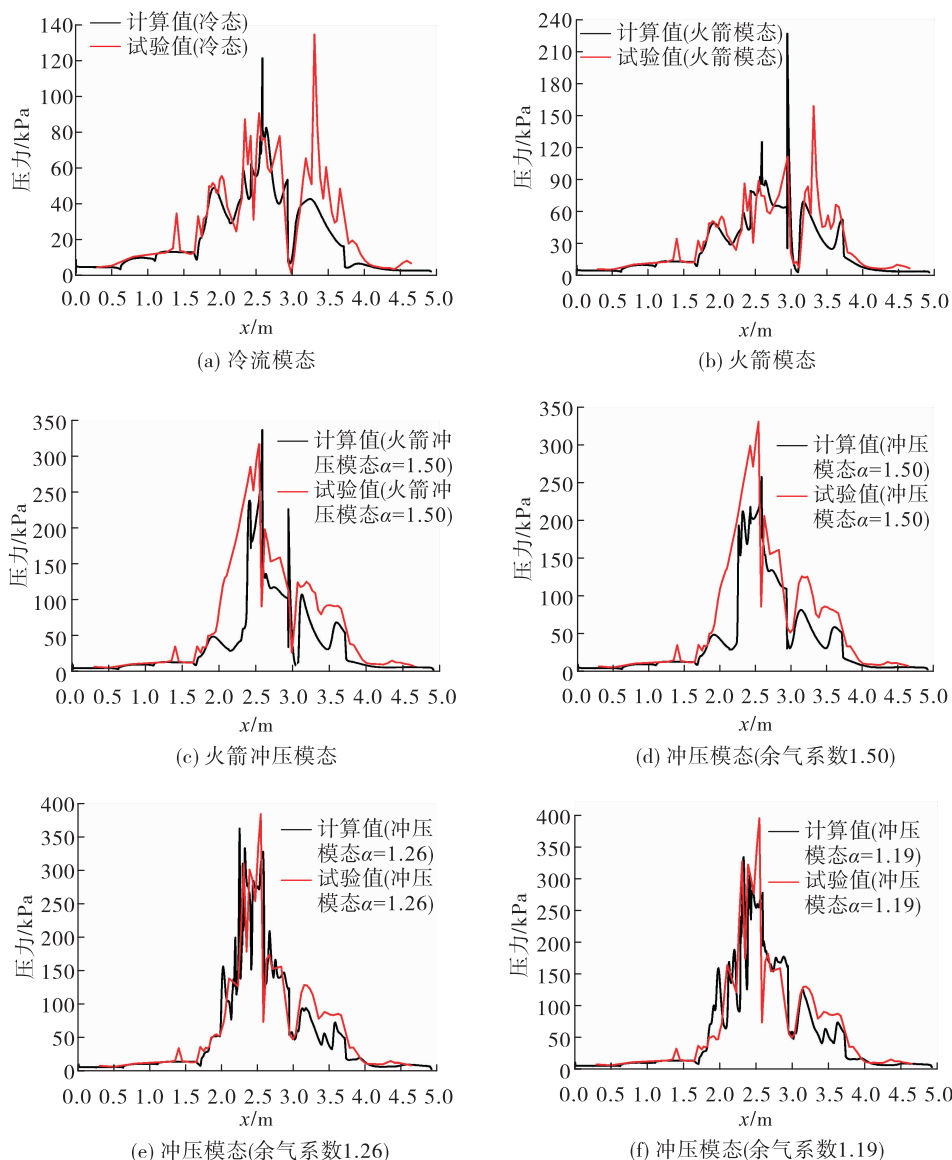 计算值(冷态)
试验值(冷态)
压力/kPa
140
120
100
80
60
40
20
0
0.0 0.5 1.0 1.5 2.0 2.5 3.0 3.5 4.0 4.5 5.0
x/m
(a) 冷流模态
计算值(火箭模态)
试验值(火箭模态)
压力/kPa
240
210
180
150
120
90
60
30
0
0.0 0.5 1.0 1.5 2.0 2.5 3.0 3.5 4.0 4.5 5.0
x/m
(b) 火箭模态
计算值(火箭冲
压模态α=1.50)
试验值(火箭冲
压模态α=1.50)
压力/kPa
350
300
250
200
150
100
50
0
0.0 0.5 1.0 1.5 2.0 2.5 3.0 3.5 4.0 4.5 5.0
x/m
(c) 火箭冲压模态
计算值(冲压
模态α=1.50)
试验值(冲压
模态α=1.50)
压力/kPa
350
300
250
200
150
100
50
0
0.0 0.5 1.0 1.5 2.0 2.5 3.0 3.5 4.0 4.5 5.0
x/m
(d) 冲压模态(余气系数1.50)
计算值(冲压
模态α=1.26)
试验值(冲压
模态α=1.26)
压力/kPa
400
350
300
250
200
150
100
50
0
0.0 0.5 1.0 1.5 2.0 2.5 3.0 3.5 4.0 4.5 5.0
x/m
(e) 冲压模态(余气系数1.26)
计算值(冲压
模态α=1.19)
试验值(冲压
模态α=1.19)
压力/kPa
400
350
300
250
200
150
100
50
0
0.0 0.5 1.0 1.5 2.0 2.5 3.0 3.5 4.0 4.5 5.0
x/m
(f) 冲压模态(余气系数1.19)